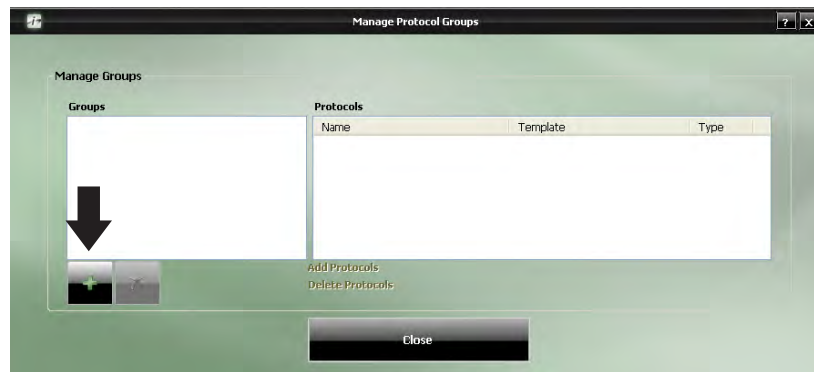 Manage Protocol Groups
? X
Manage Groups
Groups
Protocols
Name Template Type
Add Protocols
Delete Protocols
Close